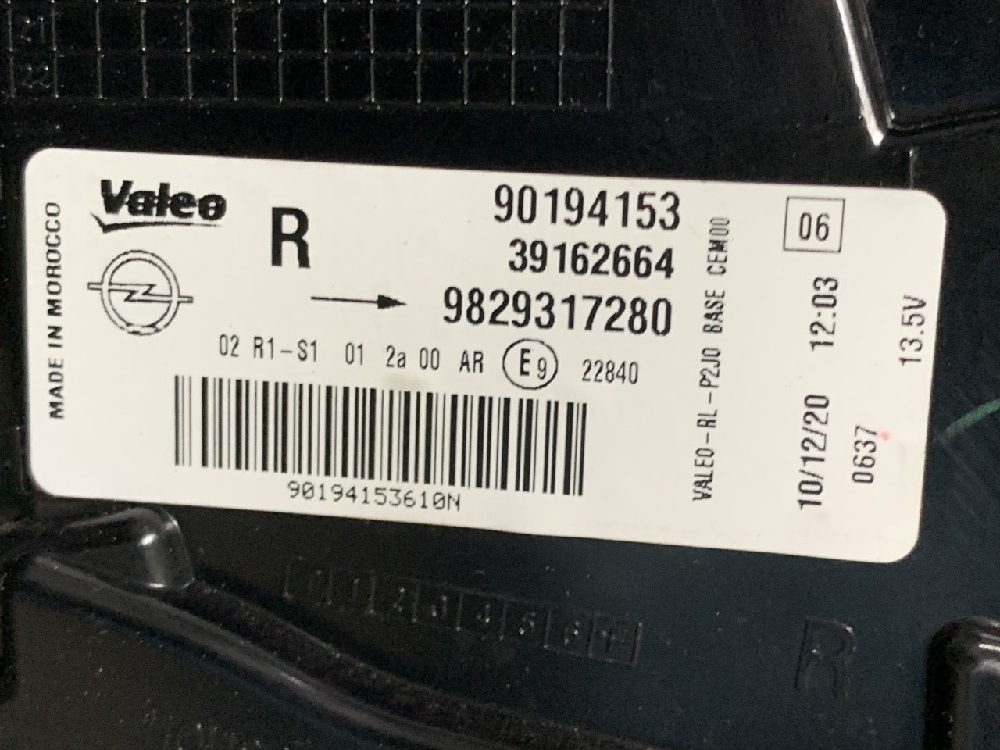 MADE IN MOROCCO
Valeo
R
90194153
39162664
9829317280
02 R1-S1 01 2a 00 AR E9 22840
90194153610N
VALEO-RL-P2JO BASE CEM00
06
10/12/20 12:03
0637
13.5V
R